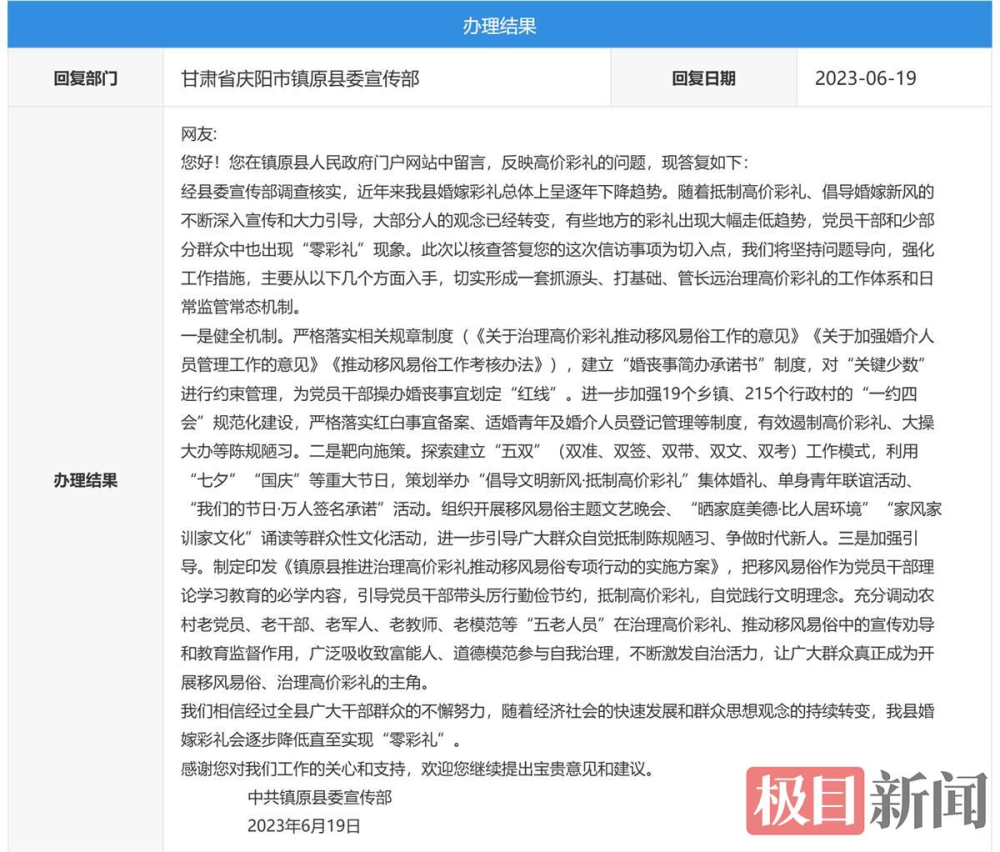 办理结果
回复部门
甘肃省庆阳市镇原县委宣传部
回复日期
2023-06-19
办理结果
网友:
您好！您在镇原县人民政府门户网站中留言，反映高价彩礼的问题，现答复如下：
经县委宣传部调查核实，近年来我县婚嫁彩礼总体上呈逐年下降趋势。随着抵制高价彩礼、倡导婚嫁新风的
不断深入宣传和大力引导，大部分人的观念已经转变，有些地方的彩礼出现大幅走低趋势，党员干部和少部
分群众中也出现“零彩礼”现象。此次以核查答复您的这次信访事项为切入点，我们将坚持问题导向，强化
工作措施，主要从以下几个方面入手，切实形成一套抓源头、打基础、管长远治理高价彩礼的工作体系和日
常监管常态机制。
一是健全机制。严格落实相关规章制度（《关于治理高价彩礼推动移风易俗工作的意见》《关于加强婚介人
员管理工作的意见》《推动移风易俗工作考核办法》），建立“婚丧事简办承诺书”制度，对“关键少数”
进行约束管理，为党员干部操办婚丧事宜划定“红线”。进一步加强19个乡镇、215个行政村的“一约四
会”规范化建设，严格落实红白事宜备案、适婚青年及婚介人员登记管理等制度，有效遏制高价彩礼、大操
大办等陈规陋习。二是靶向施策。探索建立“五双”（双准、双签、双带、双文、双考）工作模式，利用
“七夕”“国庆”等重大节日，策划举办“倡导文明新风·抵制高价彩礼”集体婚礼、单身青年联谊活动、
“我们的节日·万人签名承诺”活动。组织开展移风易俗主题文艺晚会、“晒家庭美德·比人居环境”“家风家
训家文化”诵读等群众性文化活动，进一步引导广大群众自觉抵制陈规陋习、争做时代新人。三是加强引
导。制定印发《镇原县推进治理高价彩礼推动移风易俗专项行动的实施方案》，把移风易俗作为党员干部理
论学习教育的必学内容，引导党员干部带头厉行勤俭节约，抵制高价彩礼，自觉践行文明理念。充分调动农
村老党员、老干部、老军人、老教师、老模范等“五老人员”在治理高价彩礼、推动移风易俗中的宣传劝导
和教育监督作用，广泛吸收致富能人、道德模范参与自我治理，不断激发自治活力，让广大群众真正成为开
展移风易俗、治理高价彩礼的主角。
我们相信经过全县广大干部群众的不懈努力，随着经济社会的快速发展和群众思想观念的持续转变，我县婚
嫁彩礼会逐步降低直至实现“零彩礼”。
感谢您对我们工作的关心和支持，欢迎您继续提出宝贵意见和建议。
中共镇原县委宣传部
2023年6月19日
极目新闻